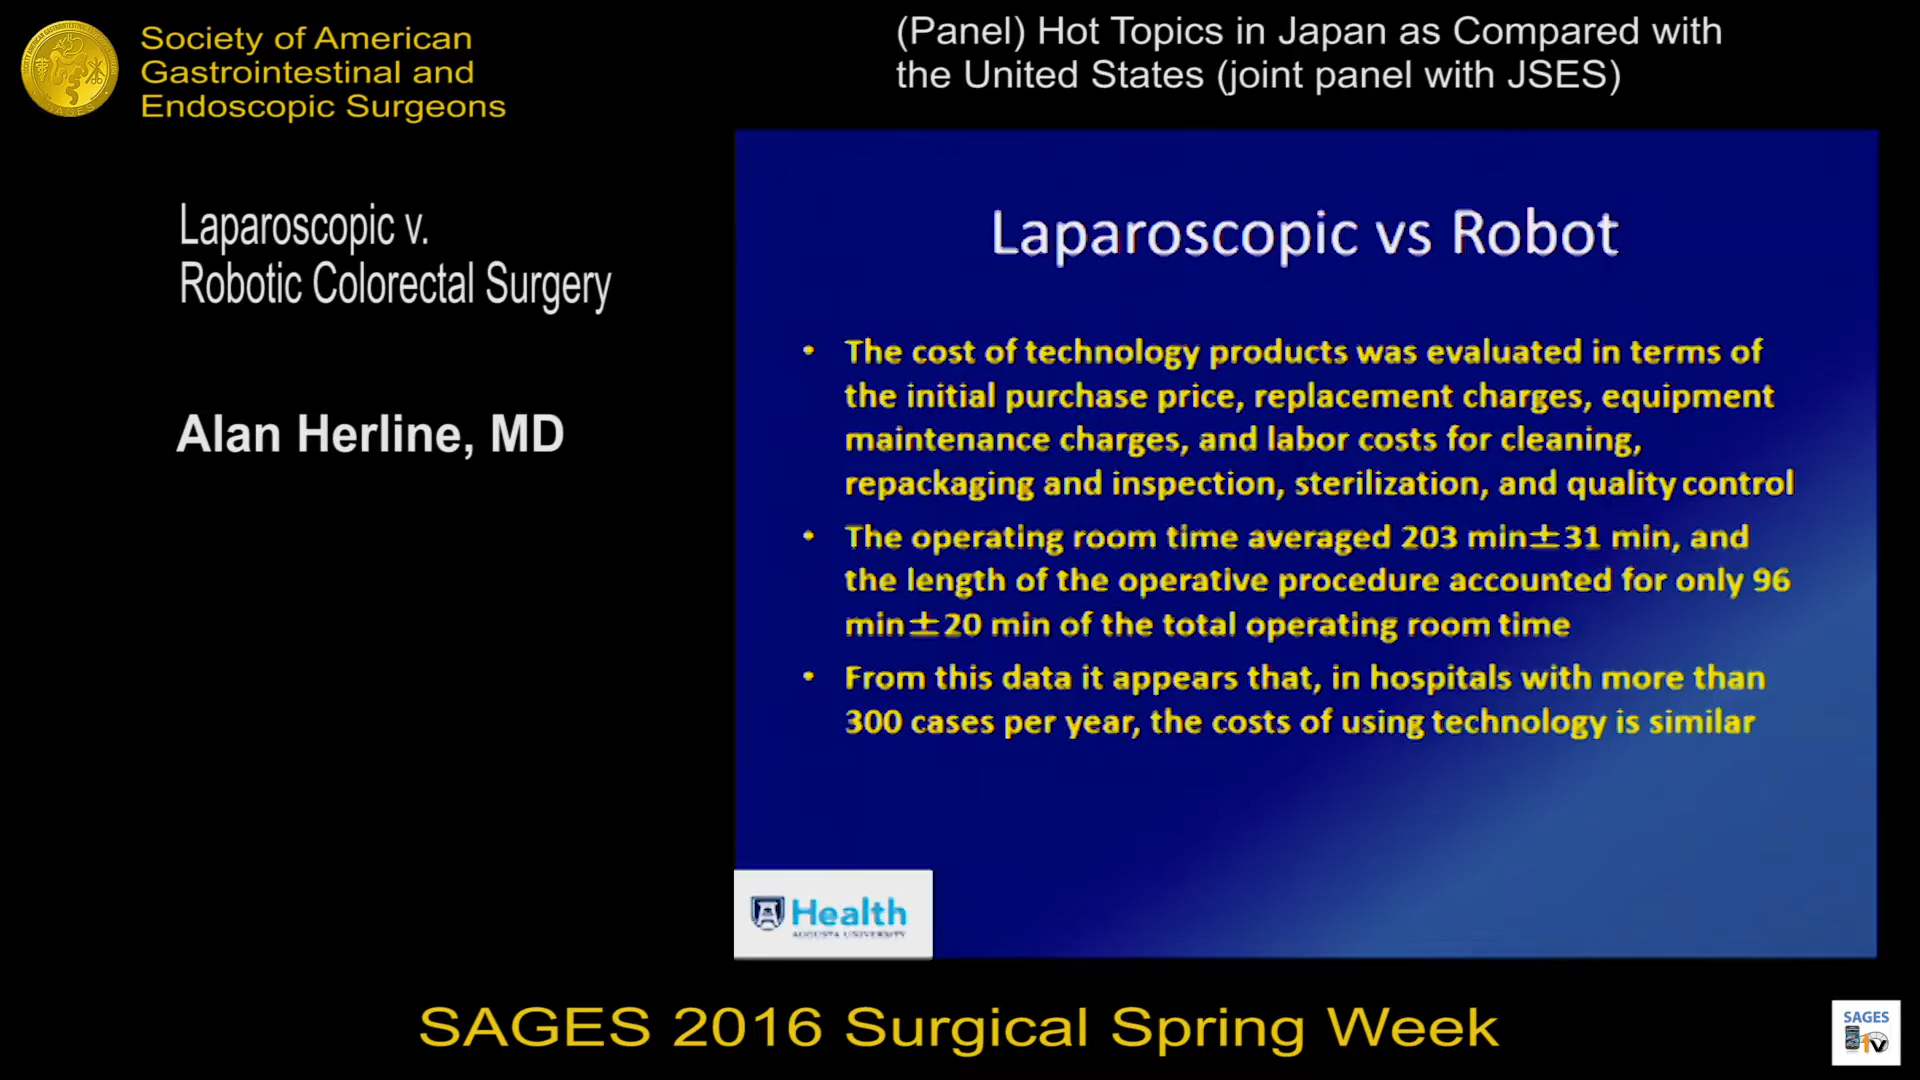 Society of American
Gastrointestinal and
Endoscopic Surgeons
(Panel) Hot Topics in Japan as Compared with
the United States (joint panel with JSES)
Laparoscopic v.
Robotic Colorectal Surgery
Alan Herline, MD
Laparoscopic vs Robot
• The cost of technology products was evaluated in terms of
the initial purchase price, replacement charges, equipment
maintenance charges, and labor costs for cleaning,
repackaging and inspection, sterilization, and quality control
• The operating room time averaged 203 min±31 min, and
the length of the operative procedure accounted for only 96
min±20 min of the total operating room time
• From this data it appears that, in hospitals with more than
300 cases per year, the costs of using technology is similar
Health
AUGUSTA UNIVERSITY
SAGES 2016 Surgical Spring Week
SAGES
TV